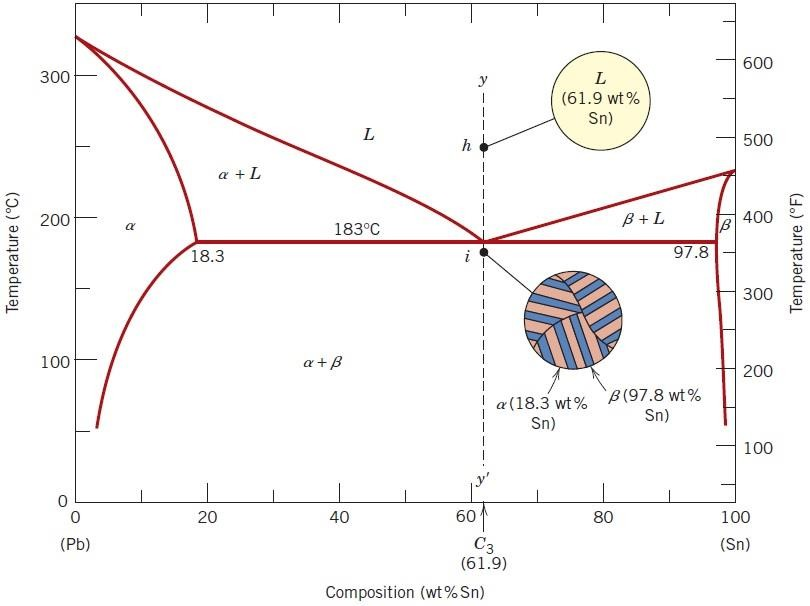 y
600
L
(61.9 wt%
Sn)
300
L
h
500
α + L
Temperature (°C)
200
α
183°C
β + L
β
400
Temperature (°F)
18.3
i
97.8
300
100
α + β
200
α (18.3 wt%
Sn)
β (97.8 wt%
Sn)
100
y′
0
0
20
40
60
80
100
(Pb)
C3
(Sn)
(61.9)
Composition (wt% Sn)